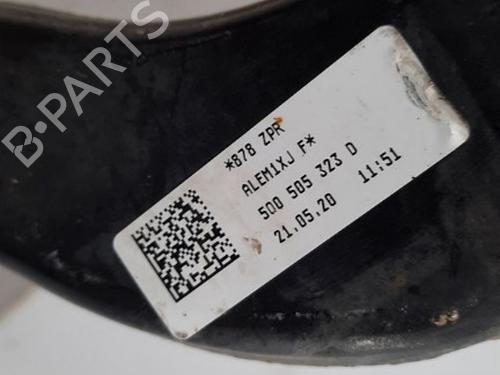 *878 ZPR
ALEM1XJ F*
5Q0 505 323 D
21.05.20 11:51
B-PARTS